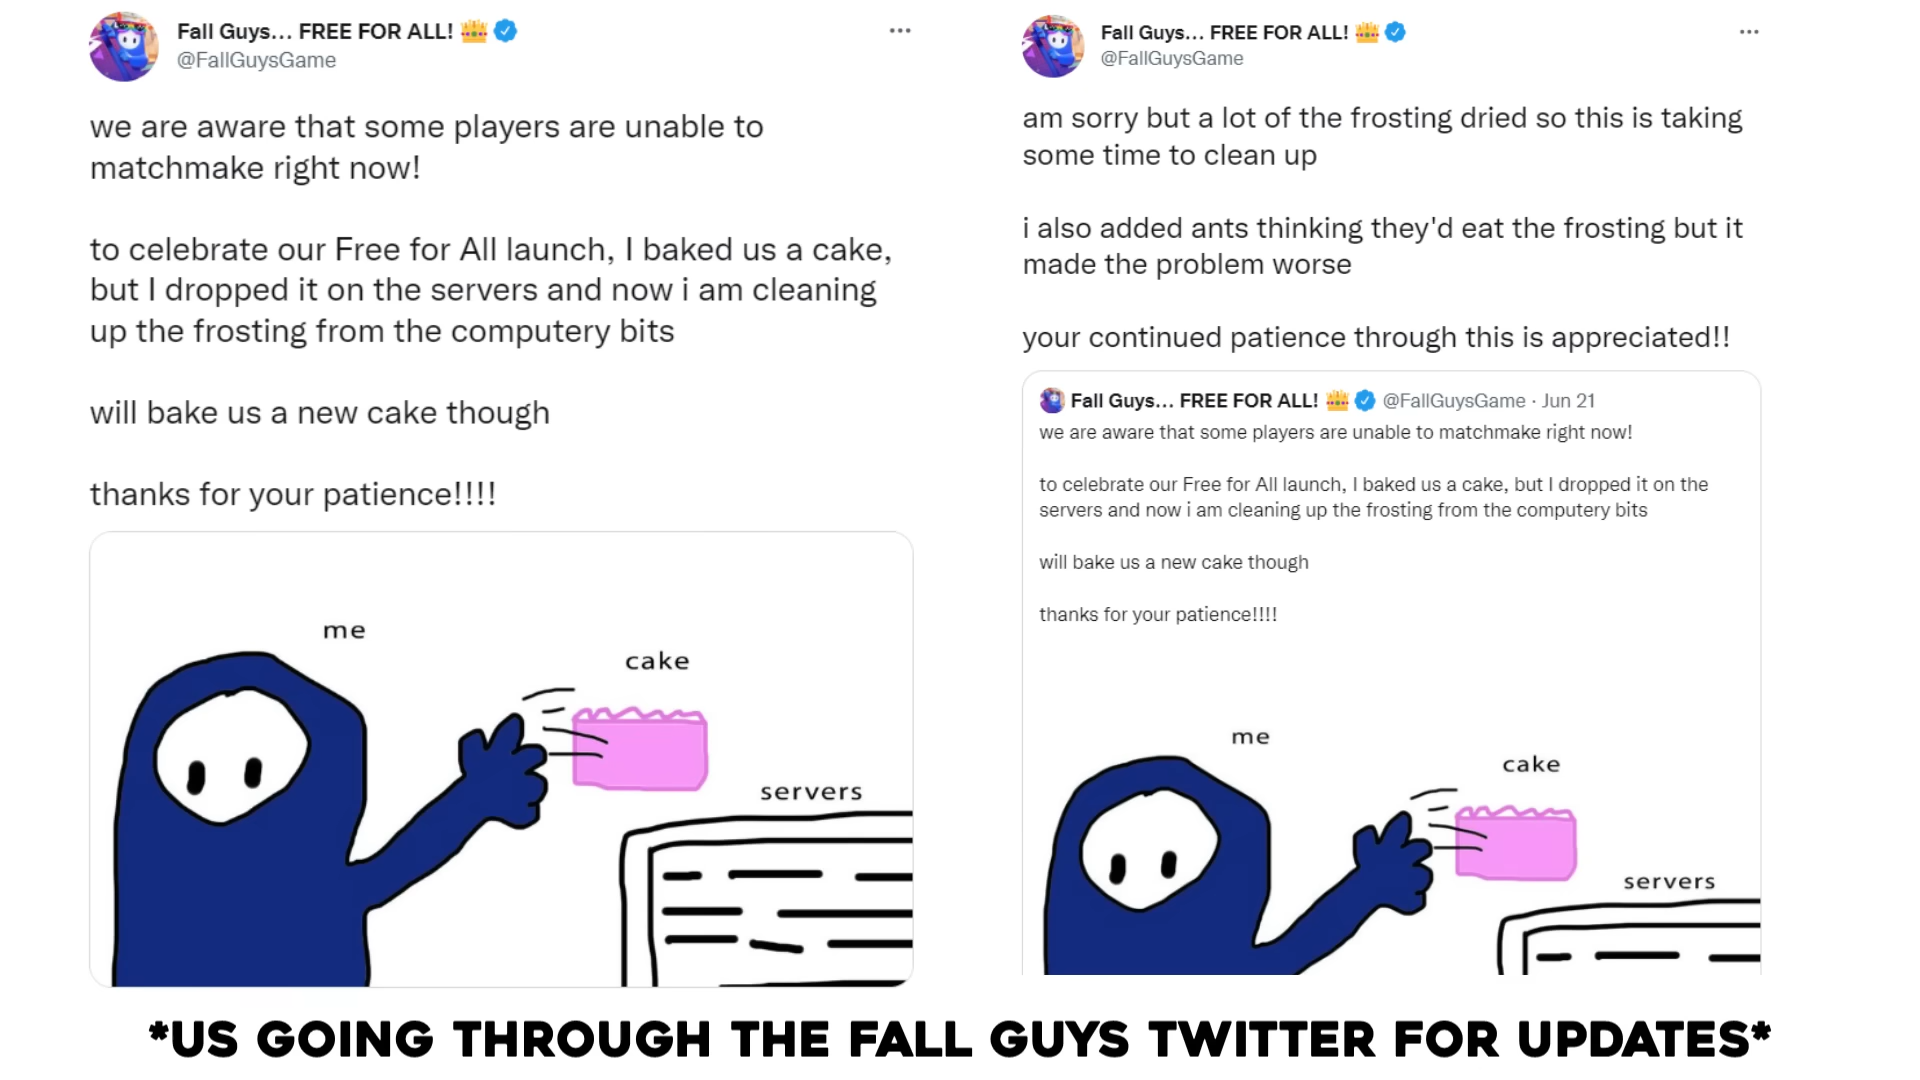 Fall Guys... FREE FOR ALL!
@FallGuysGame
we are aware that some players are unable to
matchmake right now!
to celebrate our Free for All launch, I baked us a cake,
but I dropped it on the servers and now i am cleaning
up the frosting from the computery bits
will bake us a new cake though
thanks for your patience!!!!
me
cake
servers
Fall Guys... FREE FOR ALL!
@FallGuysGame
am sorry but a lot of the frosting dried so this is taking
some time to clean up
i also added ants thinking they'd eat the frosting but it
made the problem worse
your continued patience through this is appreciated!!
Fall Guys... FREE FOR ALL! @FallGuysGame · Jun 21
we are aware that some players are unable to matchmake right now!
to celebrate our Free for All launch, I baked us a cake, but I dropped it on the
servers and now i am cleaning up the frosting from the computery bits
will bake us a new cake though
thanks for your patience!!!!
me
cake
servers
*US GOING THROUGH THE FALL GUYS TWITTER FOR UPDATES*